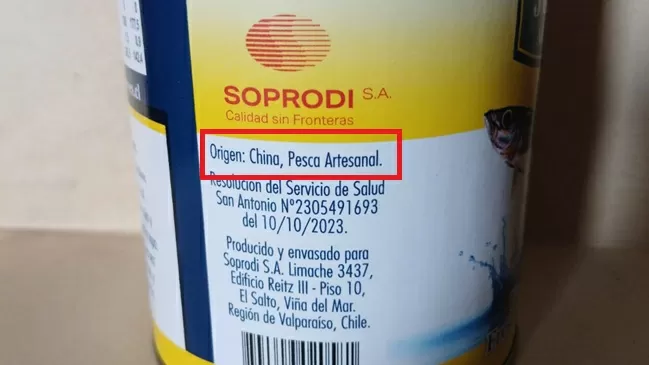 SOPRODI S.A.
Calidad sin Fronteras
Origen: China, Pesca Artesanal.
Resolución del Servicio de Salud
San Antonio N°2305491693
del 10/10/2023.
Producido y envasado para
Soprodi S.A. Limache 3437,
Edificio Reitz III - Piso 10,
El Salto, Viña del Mar.
Región de Valparaíso, Chile.